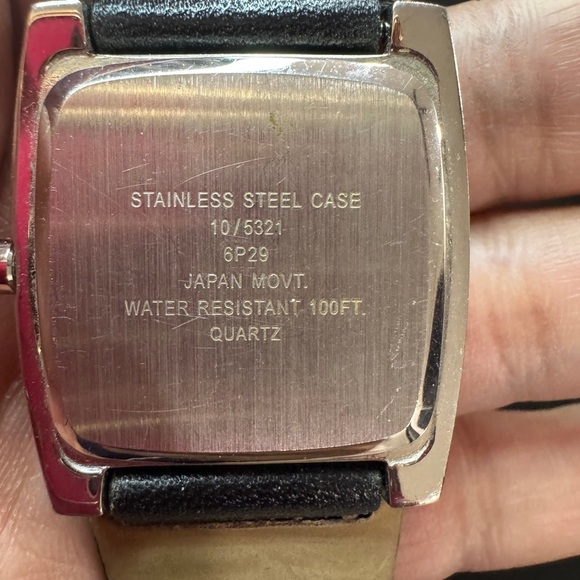 STAINLESS STEEL CASE
10/5321
6P29
JAPAN MOVT.
WATER RESISTANT 100FT.
QUARTZ